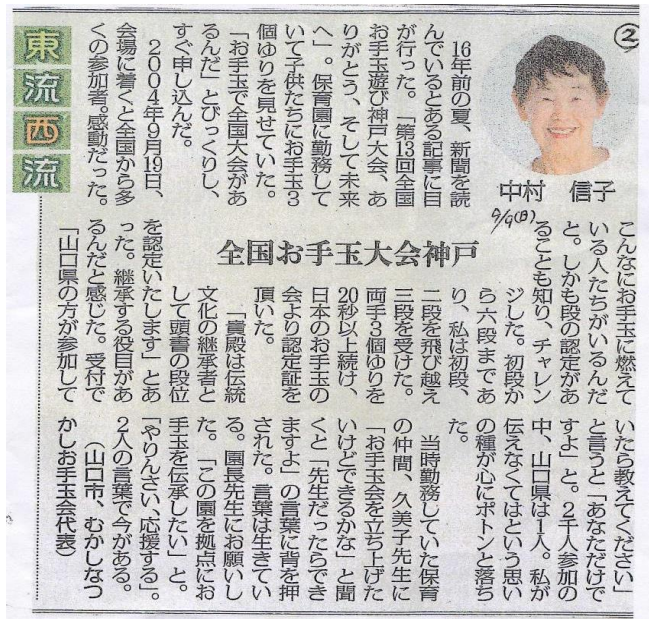 ②
中村 信子
9/9(日)
東流西流
全国お手玉大会神戸
16年前の夏、新聞を読
んでいるとある記事に目
が行った。「第13回全国
お手玉遊び神戸大会、あ
りがとう、そして未来
へ」。保育園に勤務して
いて子供たちにお手玉3
個ゆりを見せていた。
「お手玉で全国大会があ
るんだ」とびっくりし、
すぐ申し込んだ。
２００４年９月19日、
会場に着くと全国から多
くの参加者。感動だった。
こんなにお手玉に燃えて
いる人たちがいるんだ
と。しかも段の認定があ
ることも知り、チャレン
ジした。初段か
ら六段まであ
り、私は初段、
二段を飛び越え
三段を受けた。
両手３個ゆりを
20秒以上続け、
日本のお手玉の
会より認定証を
頂いた。
「貴殿は伝統
文化の継承者と
して頭書の段位
を認定いたします」とあ
った。継承する役目があ
るんだと感じた。受付で
「山口県の方が参加して
いたら教えてください」
と言うと「あなただけで
すよ」と。２千人参加の
中、山口県は１人。私が
伝えなくてはという思い
の種が心にポトンと落ち
た。
当時勤務していた保育
の仲間、久美子先生に
「お手玉会を立ち上げた
いけどできるかな」と聞
くと「先生だったらでき
ますよ」の言葉に背を押
された。言葉は生きてい
る。園長先生にお願いし
た。「この園を拠点にお
手玉を伝承したい」と。
「やりんさい、応援する」。
２人の言葉で今がある。
（山口市、むかしなつ
かしお手玉会代表）